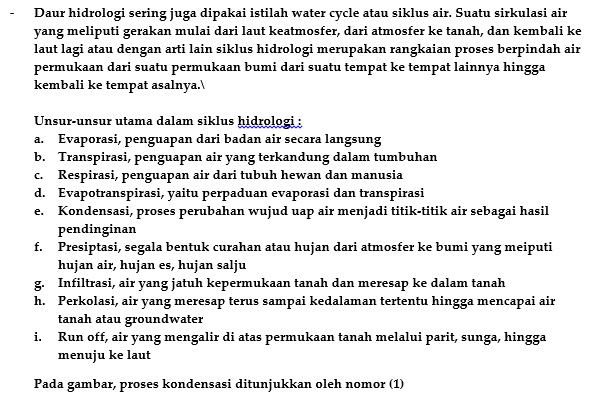 - Daur hidrologi sering juga dipakai istilah water cycle atau siklus air. Suatu sirkulasi air
yang meliputi gerakan mulai dari laut keatmosfer, dari atmosfer ke tanah, dan kembali ke
laut lagi atau dengan arti lain siklus hidrologi merupakan rangkaian proses berpindah air
permukaan dari suatu permukaan bumi dari suatu tempat ke tempat lainnya hingga
kembali ke tempat asalnya.\
Unsur-unsur utama dalam siklus hidrologi :
a. Evaporasi, penguapan dari badan air secara langsung
b. Transpirasi, penguapan air yang terkandung dalam tumbuhan
c. Respirasi, penguapan air dari tubuh hewan dan manusia
d. Evapotranspirasi, yaitu perpaduan evaporasi dan transpirasi
e. Kondensasi, proses perubahan wujud uap air menjadi titik-titik air sebagai hasil
pendinginan
f. Presiptasi, segala bentuk curahan atau hujan dari atmosfer ke bumi yang meiputi
hujan air, hujan es, hujan salju
g. Infiltrasi, air yang jatuh kepermukaan tanah dan meresap ke dalam tanah
h. Perkolasi, air yang meresap terus sampai kedalaman tertentu hingga mencapai air
tanah atau groundwater
i. Run off, air yang mengalir di atas permukaan tanah melalui parit, sunga, hingga
menuju ke laut
Pada gambar, proses kondensasi ditunjukkan oleh nomor (1)